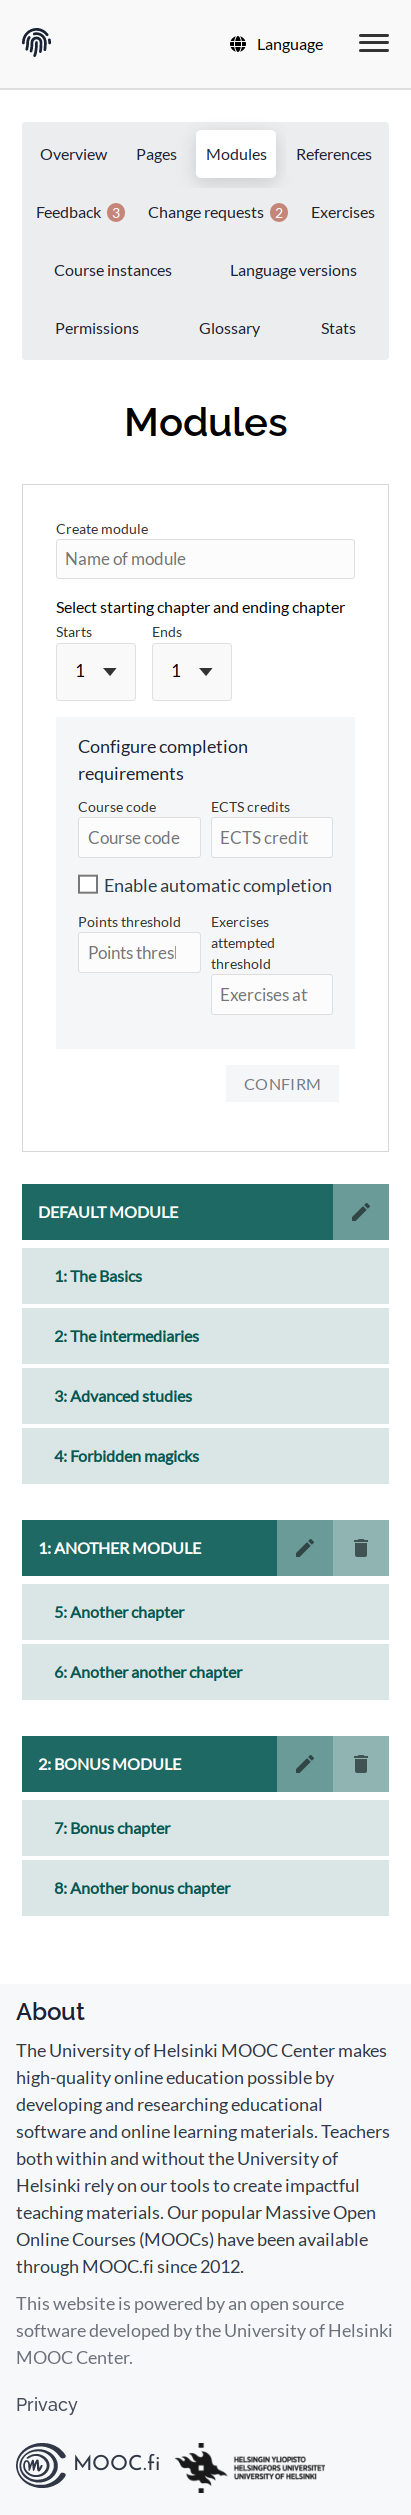 Language
Overview Pages Modules References
Feedback 3 Change requests 2 Exercises
Course instances Language versions
Permissions Glossary Stats
Modules
Create module
Name of module
Select starting chapter and ending chapter
Starts Ends
1 1
Configure completion
requirements
Course code ECTS credits
Course code ECTS credit
Enable automatic completion
Points threshold Exercises
attempted
threshold
Points thresl
Exercises at
CONFIRM
DEFAULT MODULE
1: The Basics
2: The intermediaries
3: Advanced studies
4: Forbidden magicks
1: ANOTHER MODULE
5: Another chapter
6: Another another chapter
2: BONUS MODULE
7: Bonus chapter
8: Another bonus chapter
About
The University of Helsinki MOOC Center makes
high-quality online education possible by
developing and researching educational
software and online learning materials. Teachers
both within and without the University of
Helsinki rely on our tools to create impactful
teaching materials. Our popular Massive Open
Online Courses (MOOCs) have been available
through MOOC.fi since 2012.
This website is powered by an open source
software developed by the University of Helsinki
MOOC Center.
Privacy
MOOC.fi
HELSINGIN YLIOPISTO
HELSINGFORS UNIVERSITET
UNIVERSITY OF HELSINKI